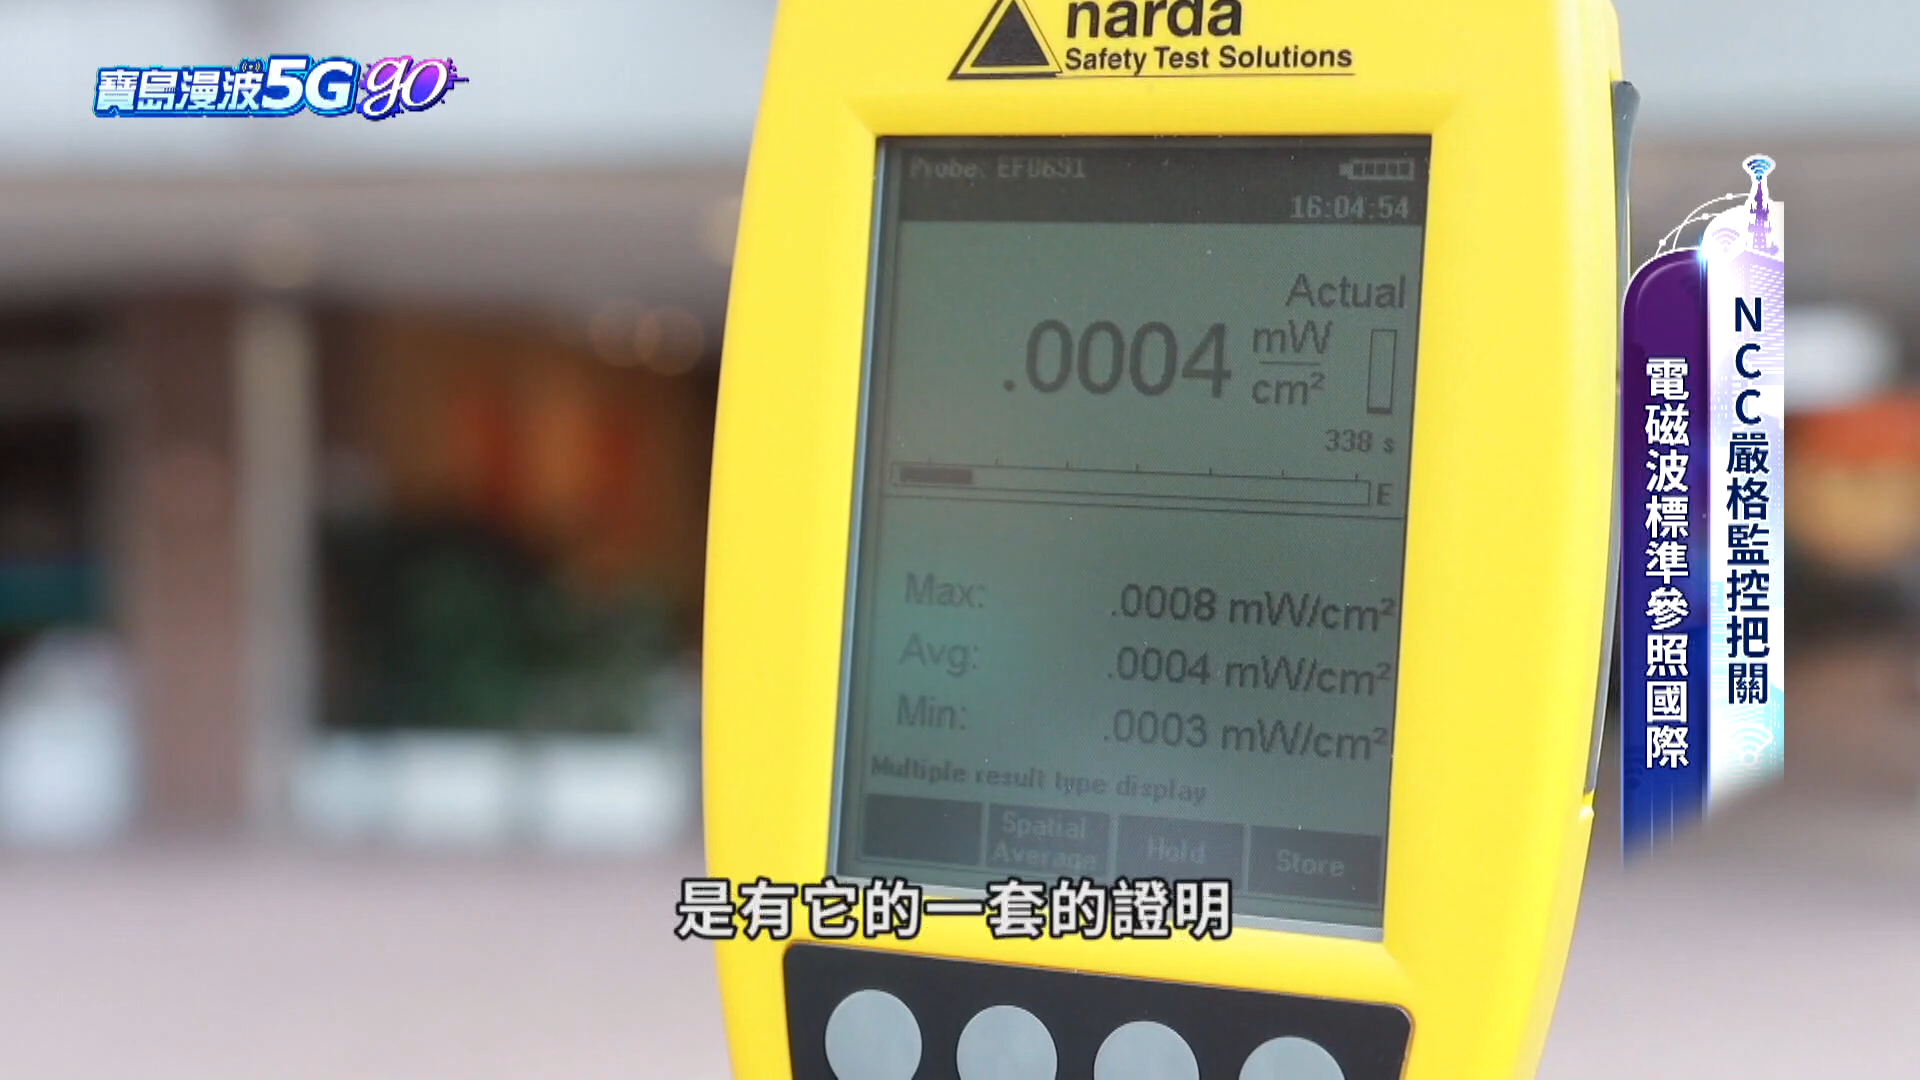 寶島漫波5Ggo
narda
Safety Test Solutions
Probe: EF0691
16:04:54
Actual
.0004 mW/cm²
338 s
E
Max: .0008 mW/cm²
Avg: .0004 mW/cm²
Min: .0003 mW/cm²
Multiple result type display
Spatial
Average
Hold
Store
NCC嚴格監控把關
電磁波標準參照國際
是有它的一套的證明